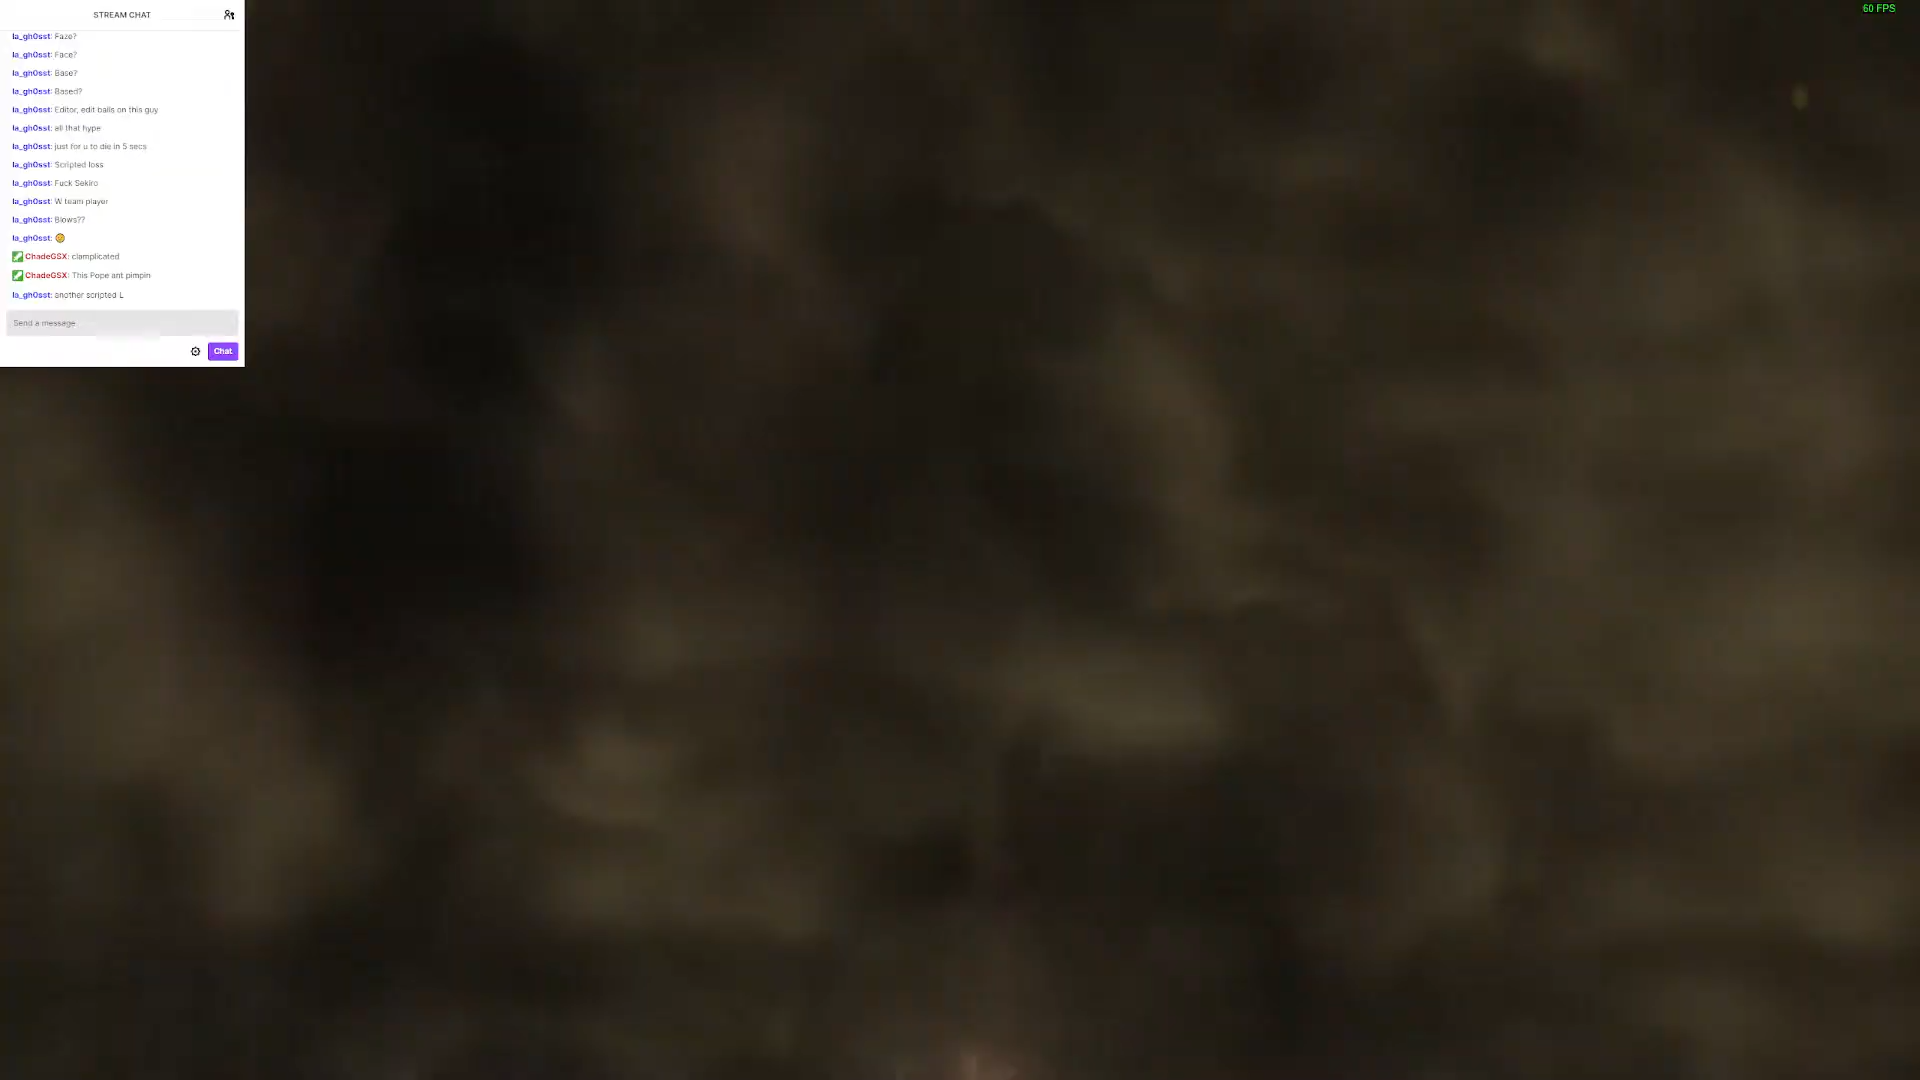 STREAM CHAT
60 FPS
la_gh0sst: Faze?
la_gh0sst: Face?
la_gh0sst: Base?
la_gh0sst: Based?
la_gh0sst: Editor, edit balls on this guy
la_gh0sst: all that hype
la_gh0sst: just for u to die in 5 secs
la_gh0sst: Scripted loss
la_gh0sst: Fuck Sekiro
la_gh0sst: W team player
la_gh0sst: Blows??
la_gh0sst:
ChadeGSX: clamplicated
ChadeGSX: This Pope ant pimpin
la_gh0sst: another scripted L
Send a message
Chat